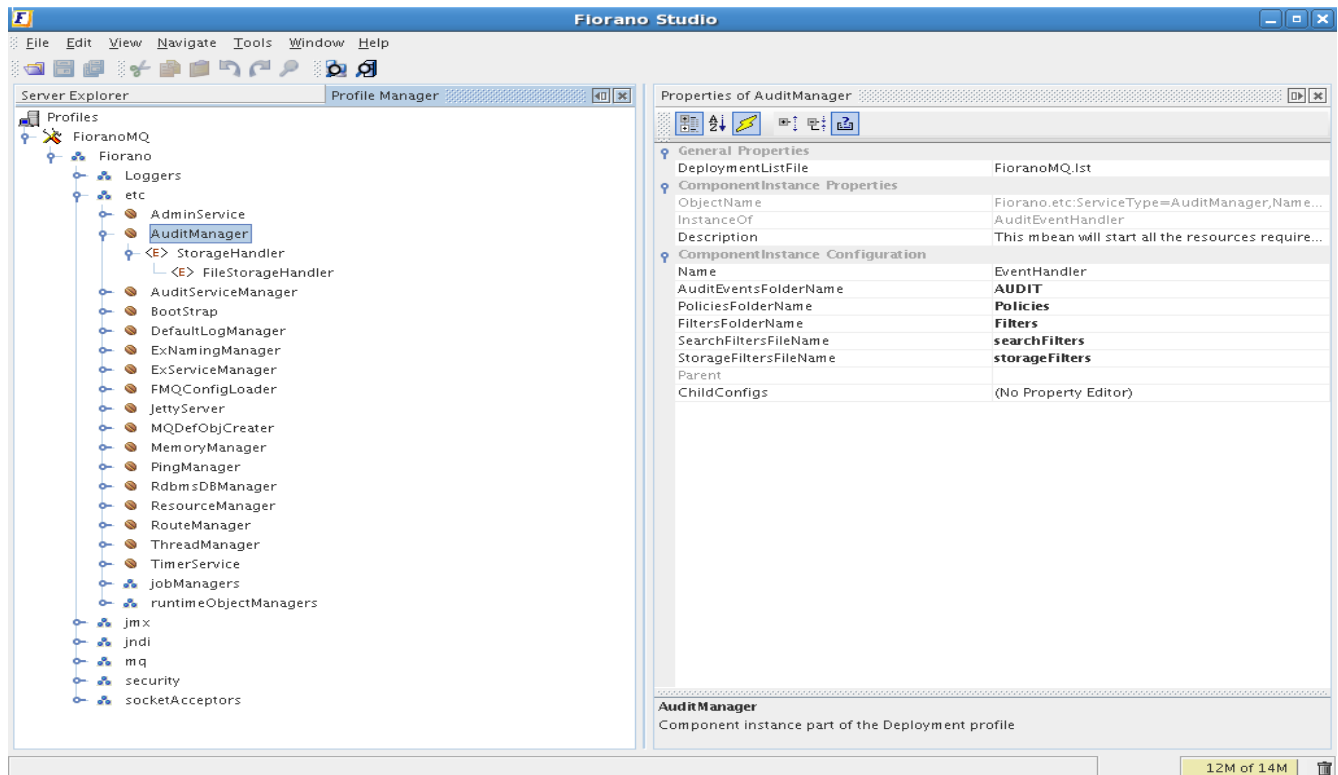 Fiorano Studio
File Edit View Navigate Tools Window Help
Server Explorer
Profile Manager
Profiles
FioranoMQ
Fiorano
Loggers
etc
AdminService
AuditManager
<E> StorageHandler
<E> FileStorageHandler
AuditServiceManager
BootStrap
DefaultLogManager
ExNamingManager
ExServiceManager
FMQConfigLoader
JettyServer
MQDefObjCreater
MemoryManager
PingManager
RdbmsDBManager
ResourceManager
RouteManager
ThreadManager
TimerService
jobManagers
runtimeObjectManagers
jmx
jndi
mq
security
socketAcceptors
Properties of AuditManager
General Properties
DeploymentListFile FioranoMQ.lst
ComponentInstance Properties
ObjectName Fiorano.etc:ServiceType=AuditManager,Name...
InstanceOf AuditEventHandler
Description This mbean will start all the resources require...
ComponentInstance Configuration
Name EventHandler
AuditEventsFolderName AUDIT
PoliciesFolderName Policies
FiltersFolderName Filters
SearchFiltersFileName searchFilters
StorageFiltersFileName storageFilters
Parent
ChildConfigs (No Property Editor)
AuditManager
Component instance part of the Deployment profile
12M of 14M